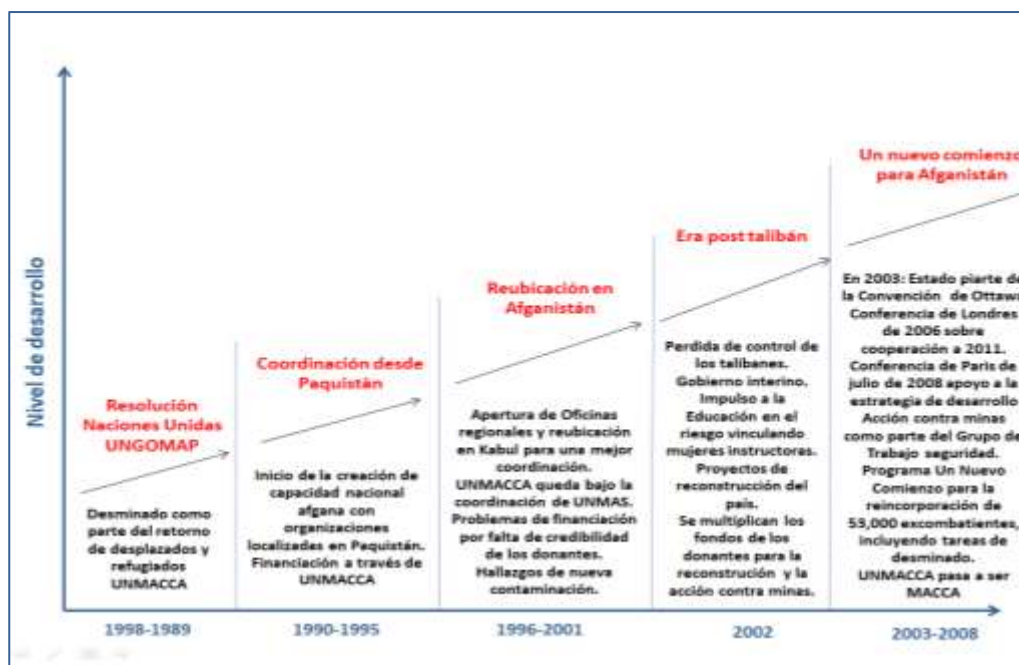 Nivel de desarrollo
Resolución
Naciones Unidas
UNGOMAP
Desminado como
parte del retorno
de desplazados y
refugiados
UNMACCA
1998-1989
Coordinación desde
Paquistán
Inicio de la creación de
capacidad nacional
afgana con
organizaciones
localizadas en Paquistán.
Financiación a través de
UNMACCA
1990-1995
Reubicación en
Afganistán
Apertura de Oficinas
regionales y reubicación
en Kabul para una mejor
coordinación.
UNMACCA queda bajo la
coordinación de UNMAS.
Problemas de financiación
por falta de credibilidad
de los donantes.
Hallazgos de nueva
contaminación.
1996-2001
Era post talibán
Perdida de control de
los talibanes.
Gobierno interino.
Impulso a la
Educación en el
riesgo vinculando
mujeres instructoras.
Proyectos de
reconstrucción del
país.
Se multiplican los
fondos de los
donantes para la
reconstrución y la
acción contra minas.
2002
Un nuevo comienzo
para Afganistán
En 2003: Estado piarte de
la Convención de Ottawa
Conferencia de Londres
de 2006 sobre
cooperación a 2011.
Conferencia de Paris de
julio de 2008 apoyo a la
estrategia de desarrollo
Acción contra minas
como parte del Grupo de
Trabajo seguridad.
Programa Un Nuevo
Comienzo para la
reincorporación de
53,000 excombatientes,
incluyendo tareas de
desminado.
UNMACCA pasa a ser
MACCA
2003-2008